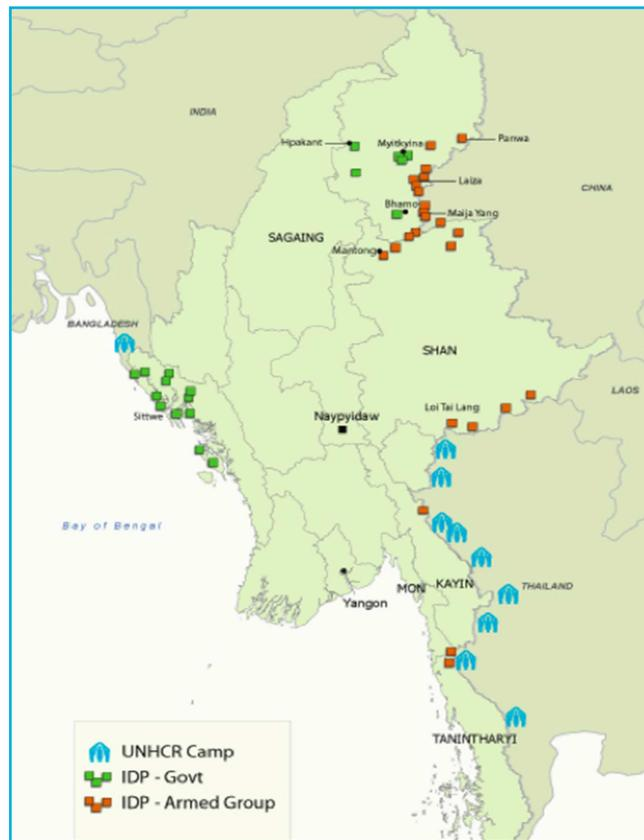 INDIA
Hpakant
Myitkyina
Panwa
Laiza
CHINA
Bhamo
Maija Yang
SAGAING
Mantong
BANGLADESH
SHAN
LAOS
Loi Tai Lang
Sittwe
Naypyidaw
Bay of Bengal
MON
KAYIN
THAILAND
Yangon
TANINTHARYI
UNHCR Camp
IDP - Govt
IDP - Armed Group